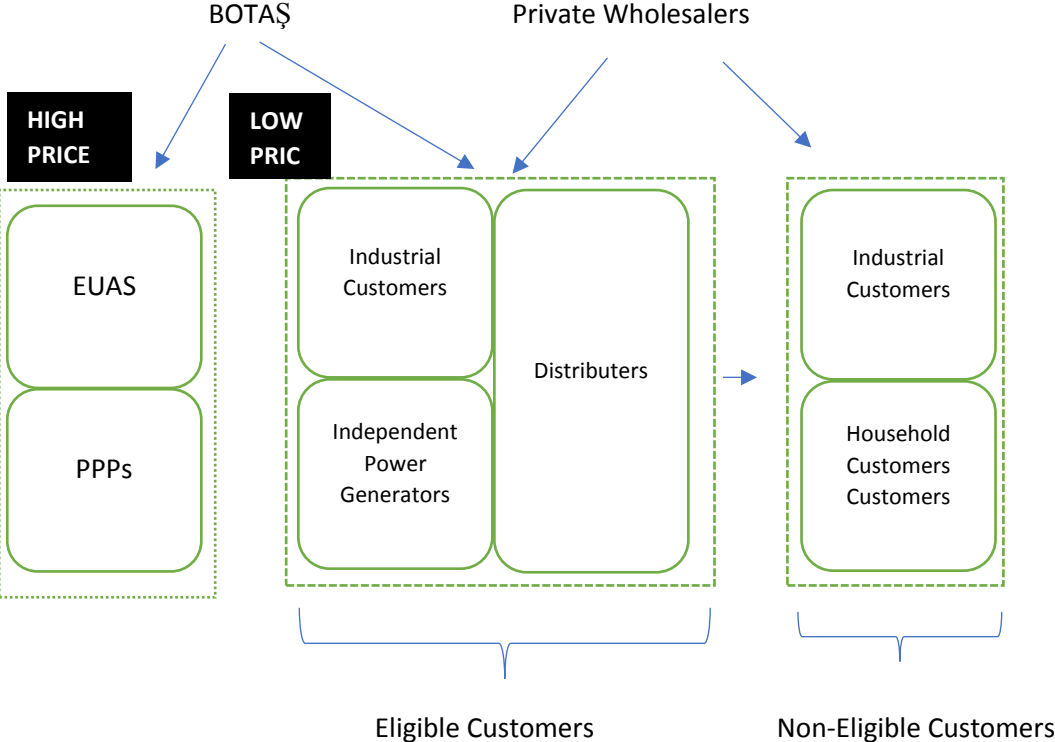 BOTAŞ
Private Wholesalers
HIGH
PRICE
LOW
PRIC
EUAS
PPPs
Industrial
Customers
Independent
Power
Generators
Distributers
Industrial
Customers
Household
Customers
Customers
Eligible Customers
Non-Eligible Customers